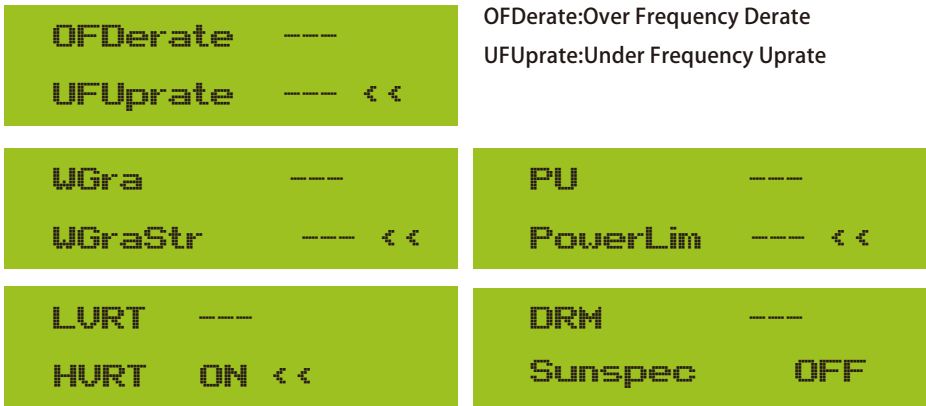 OFDerate ---
UFUprate --- <<
OFDerate:Over Frequency Derate
UFUprate:Under Frequency Uprate
WGra ---
WGraStr --- <<
PU ---
PowerLim --- <<
LVRT ---
HVRT ON <<
DRM ---
Sunspec OFF